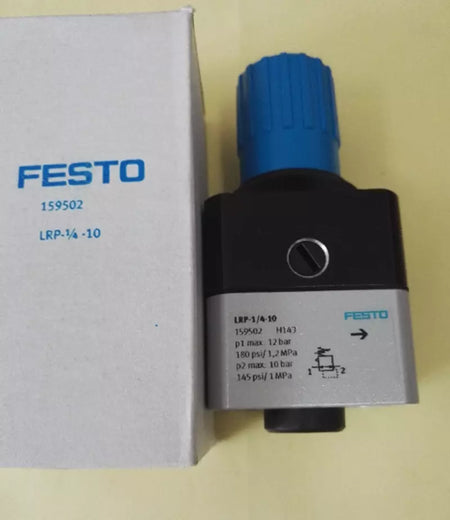 FESTO
159502
LRP-¼ -10
LRP-1/4-10
159502 H143
p1 max: 12 bar
180 psi/ 1,2 MPa
p2 max: 10 bar
145 psi/ 1 MPa
FESTO
1 2